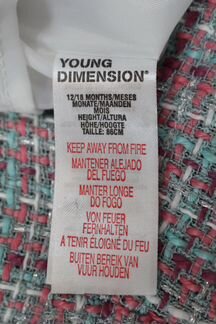 YOUNG
DIMENSION®
12/18 MONTHS/MESES
MONATE/MAANDEN
MOIS
HEIGHT/ALTURA
HÖHE/HOOGTE
TAILLE: 86CM
KEEP AWAY FROM FIRE
MANTENER ALEJADO
DEL FUEGO
MANTER LONGE
DO FOGO
VON FEUER
FERNHALTEN
A TENIR ÉLOIGNÉ DU FEU
BUITEN BEREIK VAN
VUUR HOUDEN